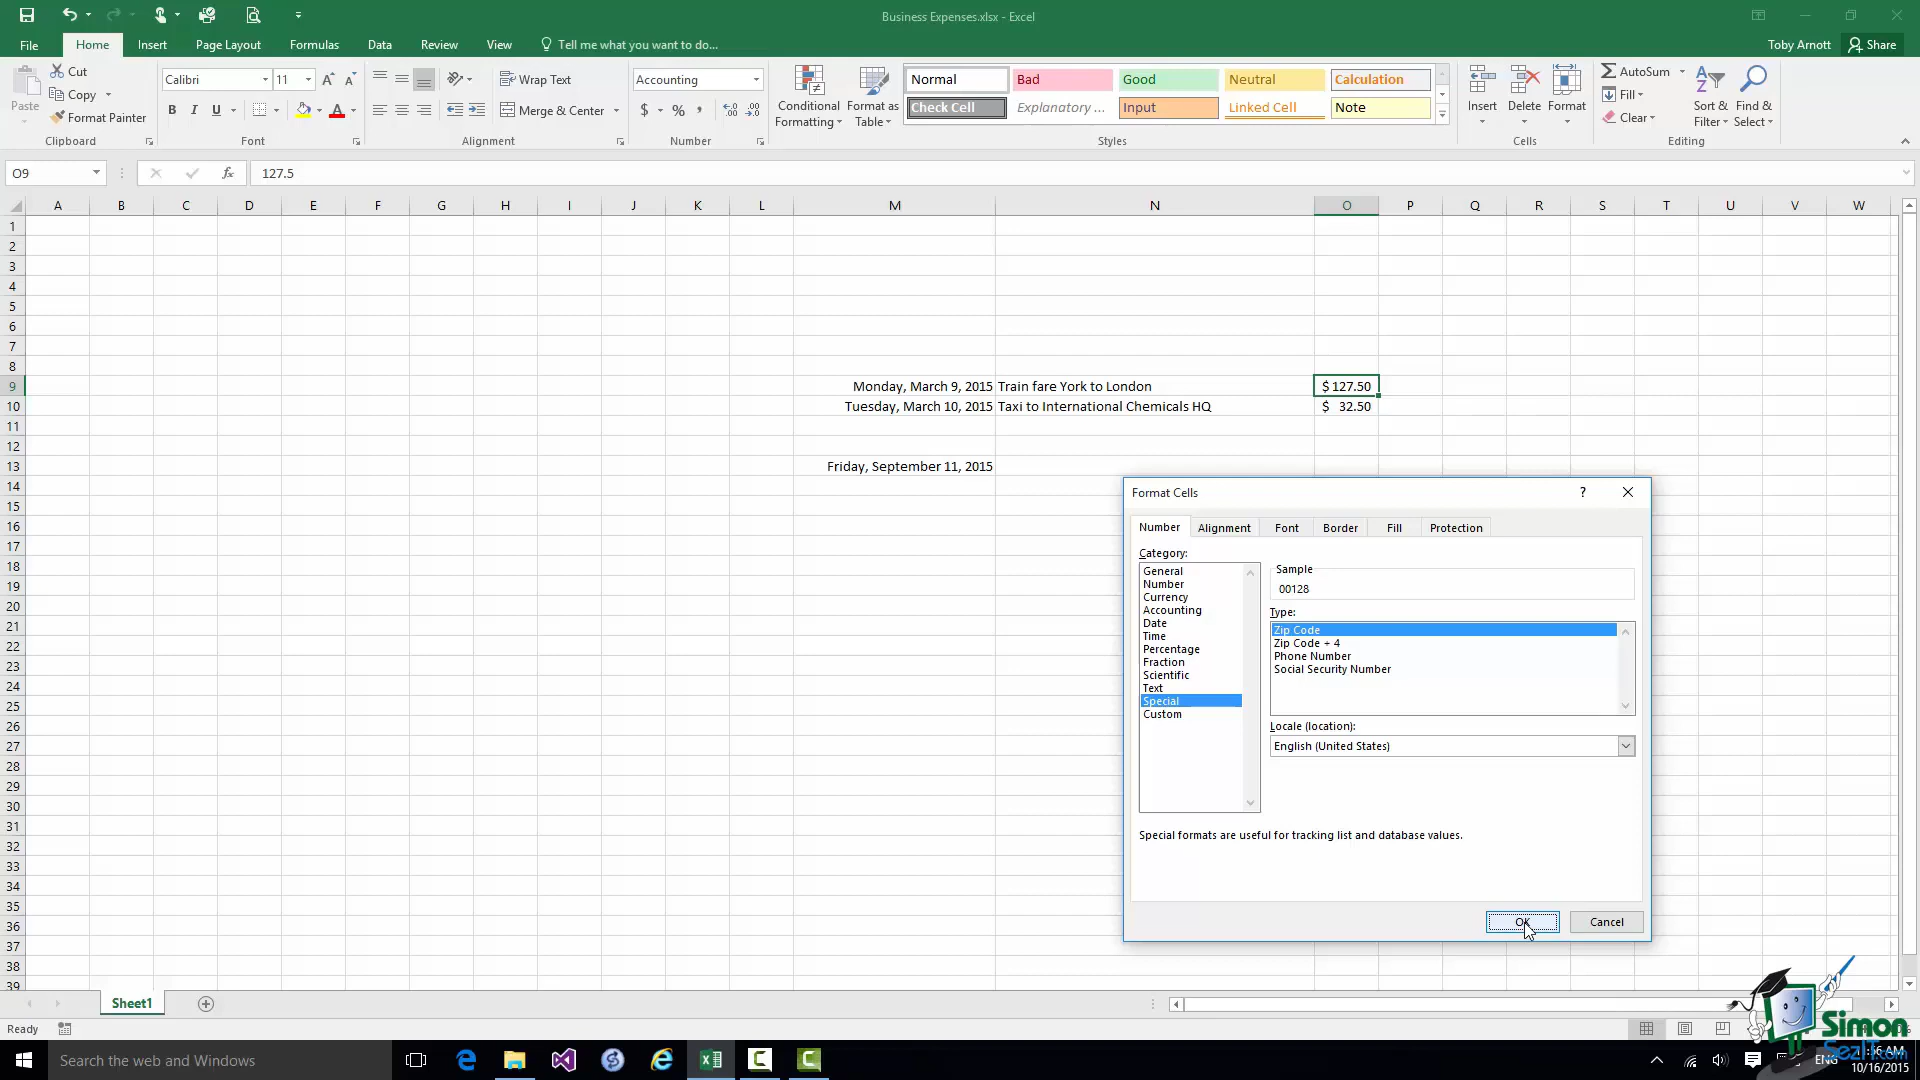 Business Expenses.xlsx - Excel
File Home Insert Page Layout Formulas Data Review View Tell me what you want to do... Toby Arnott Share
Paste Cut Copy Format Painter Clipboard
Calibri 11 B I U Font
Wrap Text Merge & Center Alignment
Accounting $ % Number
Conditional Formatting Format as Table
Normal Bad Good Neutral Calculation
Check Cell Explanatory ... Input Linked Cell Note
Styles
Insert Delete Format Cells
AutoSum Fill Clear Sort & Filter Find & Select Editing
O9 fx 127.5
A B C D E F G H I J K L M N O P Q R S T U V W
1
2
3
4
5
6
7
8
9 Monday, March 9, 2015 Train fare York to London $ 127.50
10 Tuesday, March 10, 2015 Taxi to International Chemicals HQ $ 32.50
11
12
13 Friday, September 11, 2015
14
15
16
17
18
19
20
21
22
23
24
25
26
27
28
29
30
31
32
33
34
35
36
37
38
39
Format Cells ?
Number Alignment Font Border Fill Protection
Category:
General
Number
Currency
Accounting
Date
Time
Percentage
Fraction
Scientific
Text
Special
Custom
Sample
00128
Type:
Zip Code
Zip Code + 4
Phone Number
Social Security Number
Locale (location):
English (United States)
Special formats are useful for tracking list and database values.
OK Cancel
Sheet1
Ready
Simon
SezIT.com
Search the web and Windows
ENG
10/16/2015